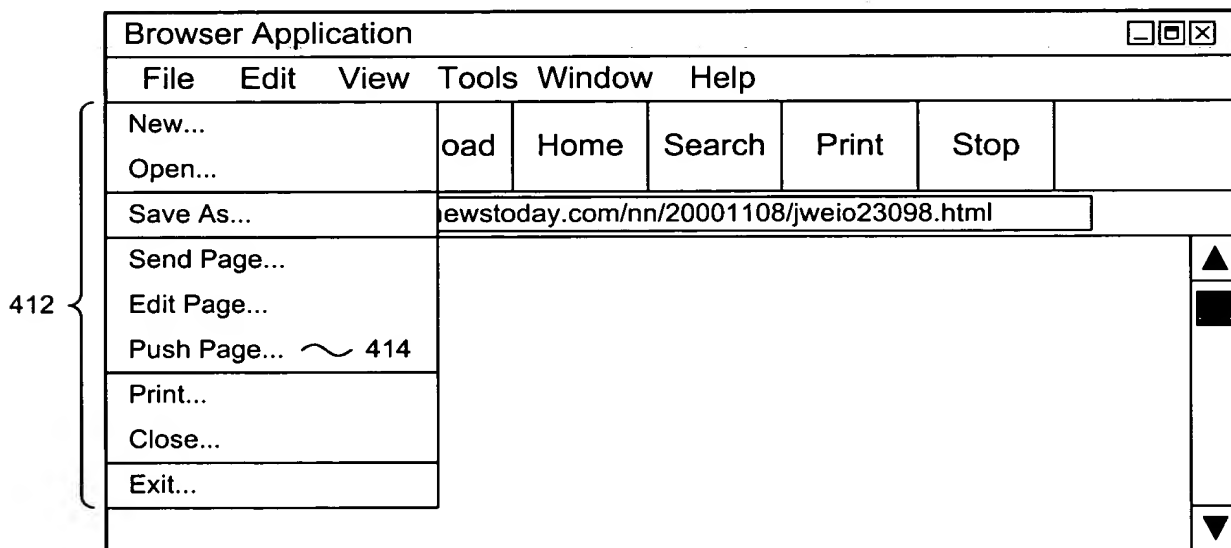 Browser Application
File Edit View Tools Window Help
New...
Open...
oad Home Search Print Stop
Save As...
ewstoday.com/nn/20001108/jweio23098.html
Send Page...
Edit Page...
Push Page... 414
412
Print...
Close...
Exit...